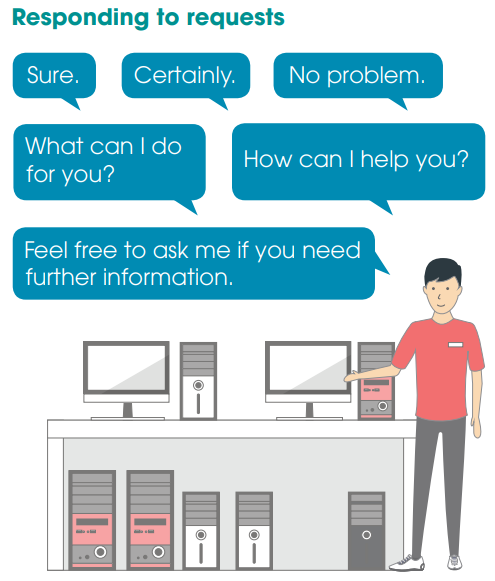 Responding to requests
Sure.
Certainly.
No problem.
What can I do
for you?
How can I help you?
Feel free to ask me if you need
further information.